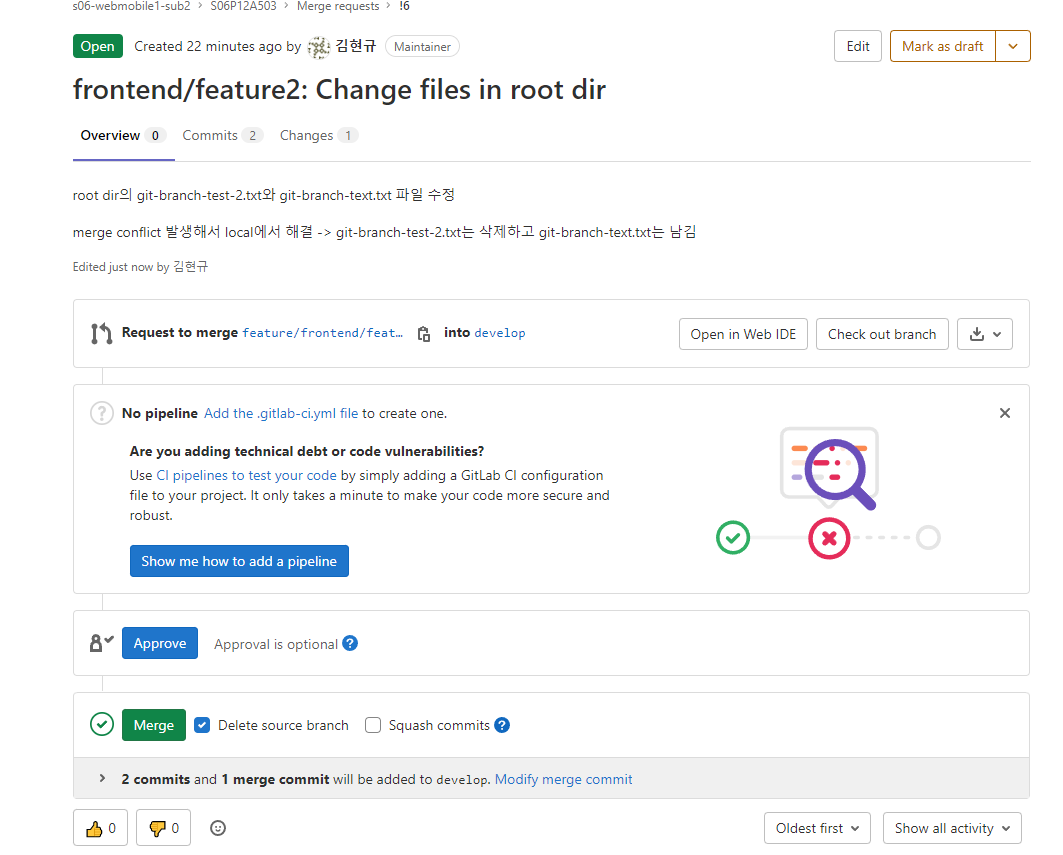 s06-webmobile1-sub2 > S06P12A503 > Merge requests > !6
Open Created 22 minutes ago by 김현규 Maintainer Edit Mark as draft
frontend/feature2: Change files in root dir
Overview 0 Commits 2 Changes 1
root dir의 git-branch-test-2.txt와 git-branch-text.txt 파일 수정
merge conflict 발생해서 local에서 해결 -> git-branch-test-2.txt는 삭제하고 git-branch-text.txt는 남김
Edited just now by 김현규
Request to merge feature/frontend/feat… into develop Open in Web IDE Check out branch
No pipeline Add the .gitlab-ci.yml file to create one.
Are you adding technical debt or code vulnerabilities?
Use CI pipelines to test your code by simply adding a GitLab CI configuration
file to your project. It only takes a minute to make your code more secure and
robust.
Show me how to add a pipeline
Approve Approval is optional ?
Merge Delete source branch Squash commits ?
> 2 commits and 1 merge commit will be added to develop. Modify merge commit
0 0 Oldest first Show all activity